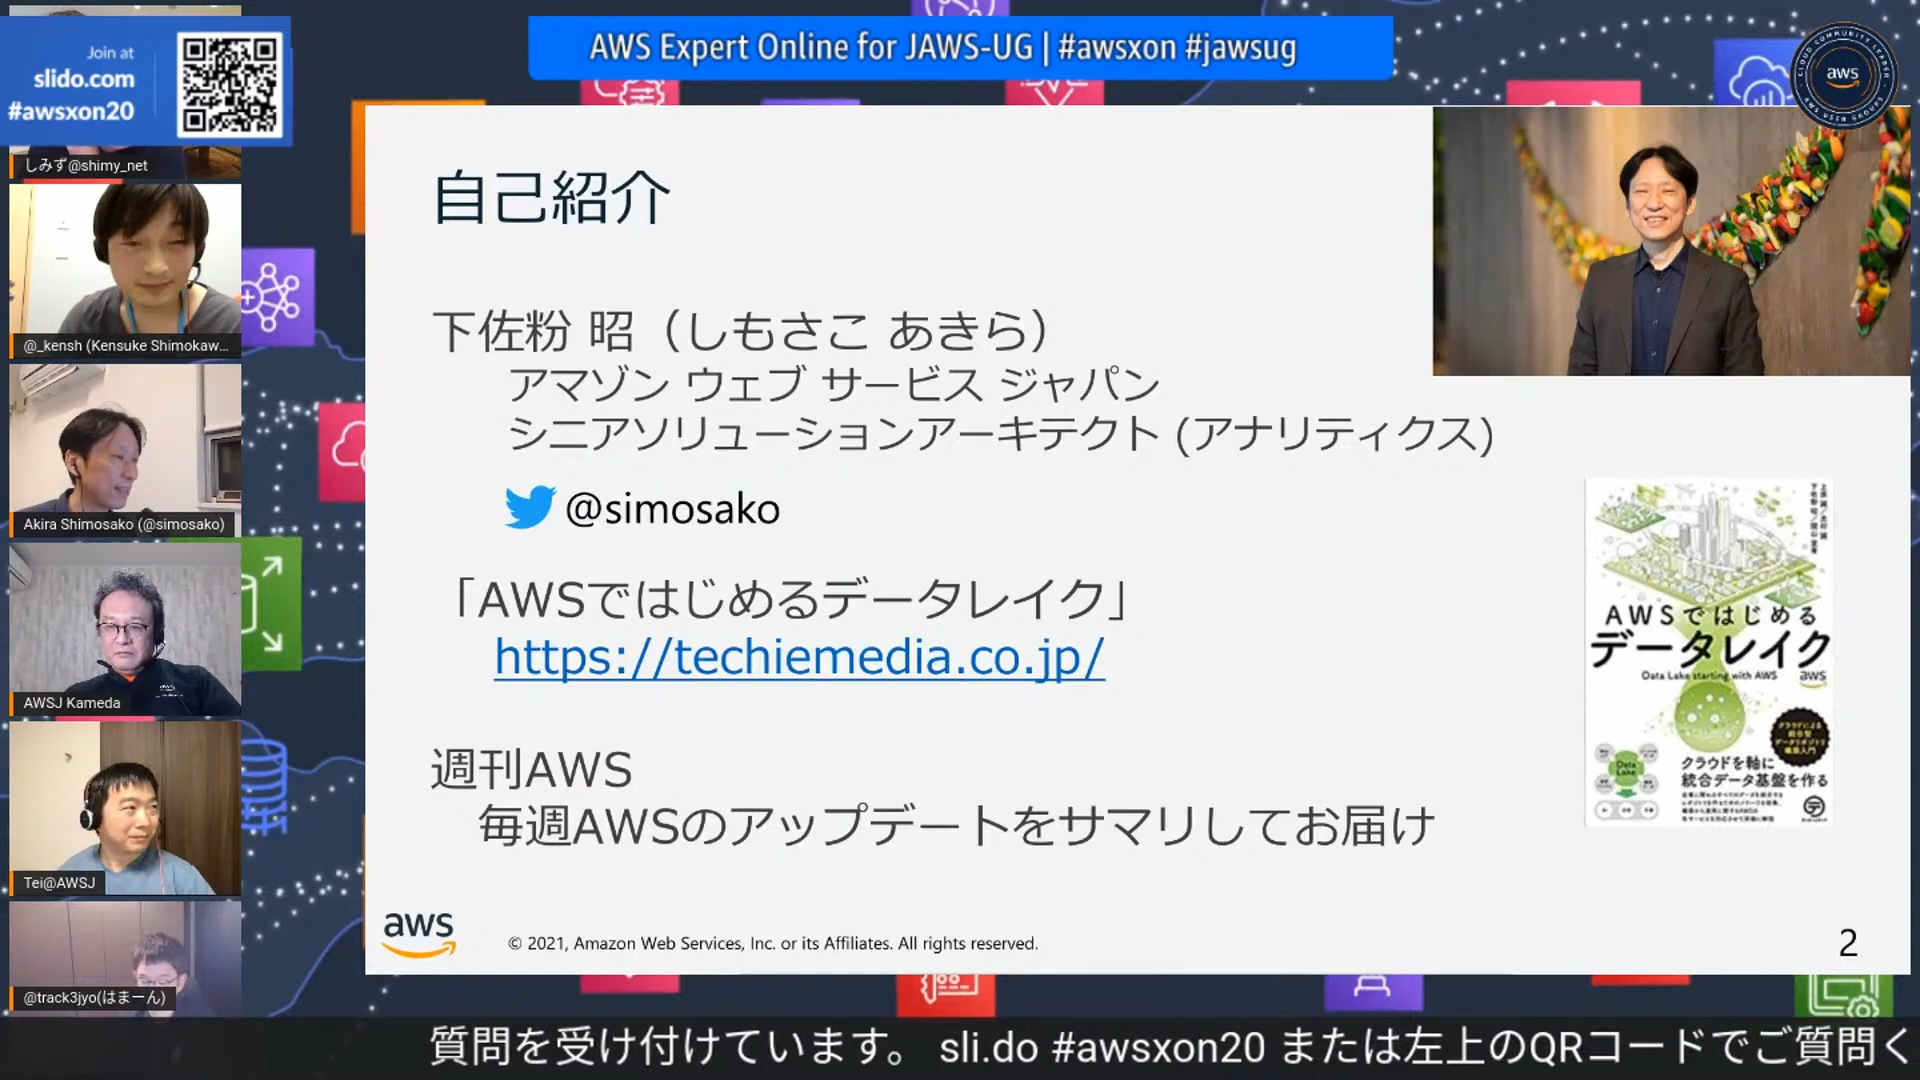 Join at
slido.com
#awsxon20
AWS Expert Online for JAWS-UG | #awsxon #jawsug
aws
しみず@shimy_net
@_kensh (Kensuke Shimokaw...
Akira Shimosako (@simosako)
AWSJ Kameda
Tei@AWSJ
@track3jyo(はまーん)
自己紹介
下佐粉 昭（しもさこ あきら）
アマゾン ウェブ サービス ジャパン
シニアソリューションアーキテクト (アナリティクス)
@simosako
「AWSではじめるデータレイク」
https://techiemedia.co.jp/
週刊AWS
毎週AWSのアップデートをサマリしてお届け
AWSではじめる
データレイク
Data Lake starting with AWS
aws
Data Lake
クラウドを軸に
統合データ基盤を作る
aws
© 2021, Amazon Web Services, Inc. or its Affiliates. All rights reserved.
2
質問を受け付けています。 sli.do #awsxon20 または左上のQRコードでご質問く